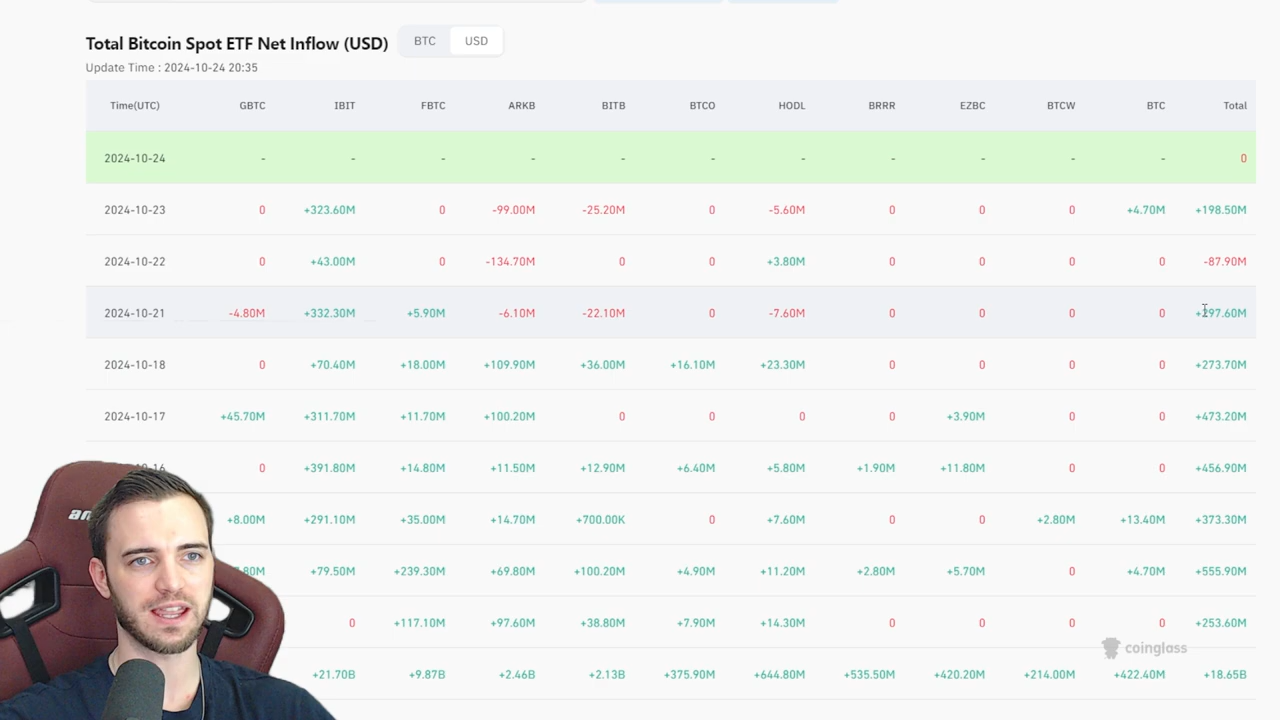 Total Bitcoin Spot ETF Net Inflow (USD) BTC USD
Update Time : 2024-10-24 20:35
Time(UTC) GBTC IBIT FBTC ARKB BITB BTCO HODL BRRR EZBC BTCW BTC Total
2024-10-24 - - - - - - - - - - - 0
2024-10-23 0 +323.60M 0 -99.00M -25.20M 0 -5.60M 0 0 0 +4.70M +198.50M
2024-10-22 0 +43.00M 0 -134.70M 0 0 +3.80M 0 0 0 0 -87.90M
2024-10-21 -4.80M +332.30M +5.90M -6.10M -22.10M 0 -7.60M 0 0 0 0 +297.60M
2024-10-18 0 +70.40M +18.00M +109.90M +36.00M +16.10M +23.30M 0 0 0 0 +273.70M
2024-10-17 +45.70M +311.70M +11.70M +100.20M 0 0 0 0 +3.90M 0 0 +473.20M
0 +391.80M +14.80M +11.50M +12.90M +6.40M +5.80M +1.90M +11.80M 0 0 +456.90M
+8.00M +291.10M +35.00M +14.70M +700.00K 0 +7.60M 0 0 +2.80M +13.40M +373.30M
+79.50M +239.30M +69.80M +100.20M +4.90M +11.20M +2.80M +5.70M 0 +4.70M +555.90M
0 +117.10M +97.60M +38.80M +7.90M +14.30M 0 0 0 0 +253.60M
coinglass
+21.70B +9.87B +2.46B +2.13B +375.90M +644.80M +535.50M +420.20M +214.00M +422.40M +18.65B